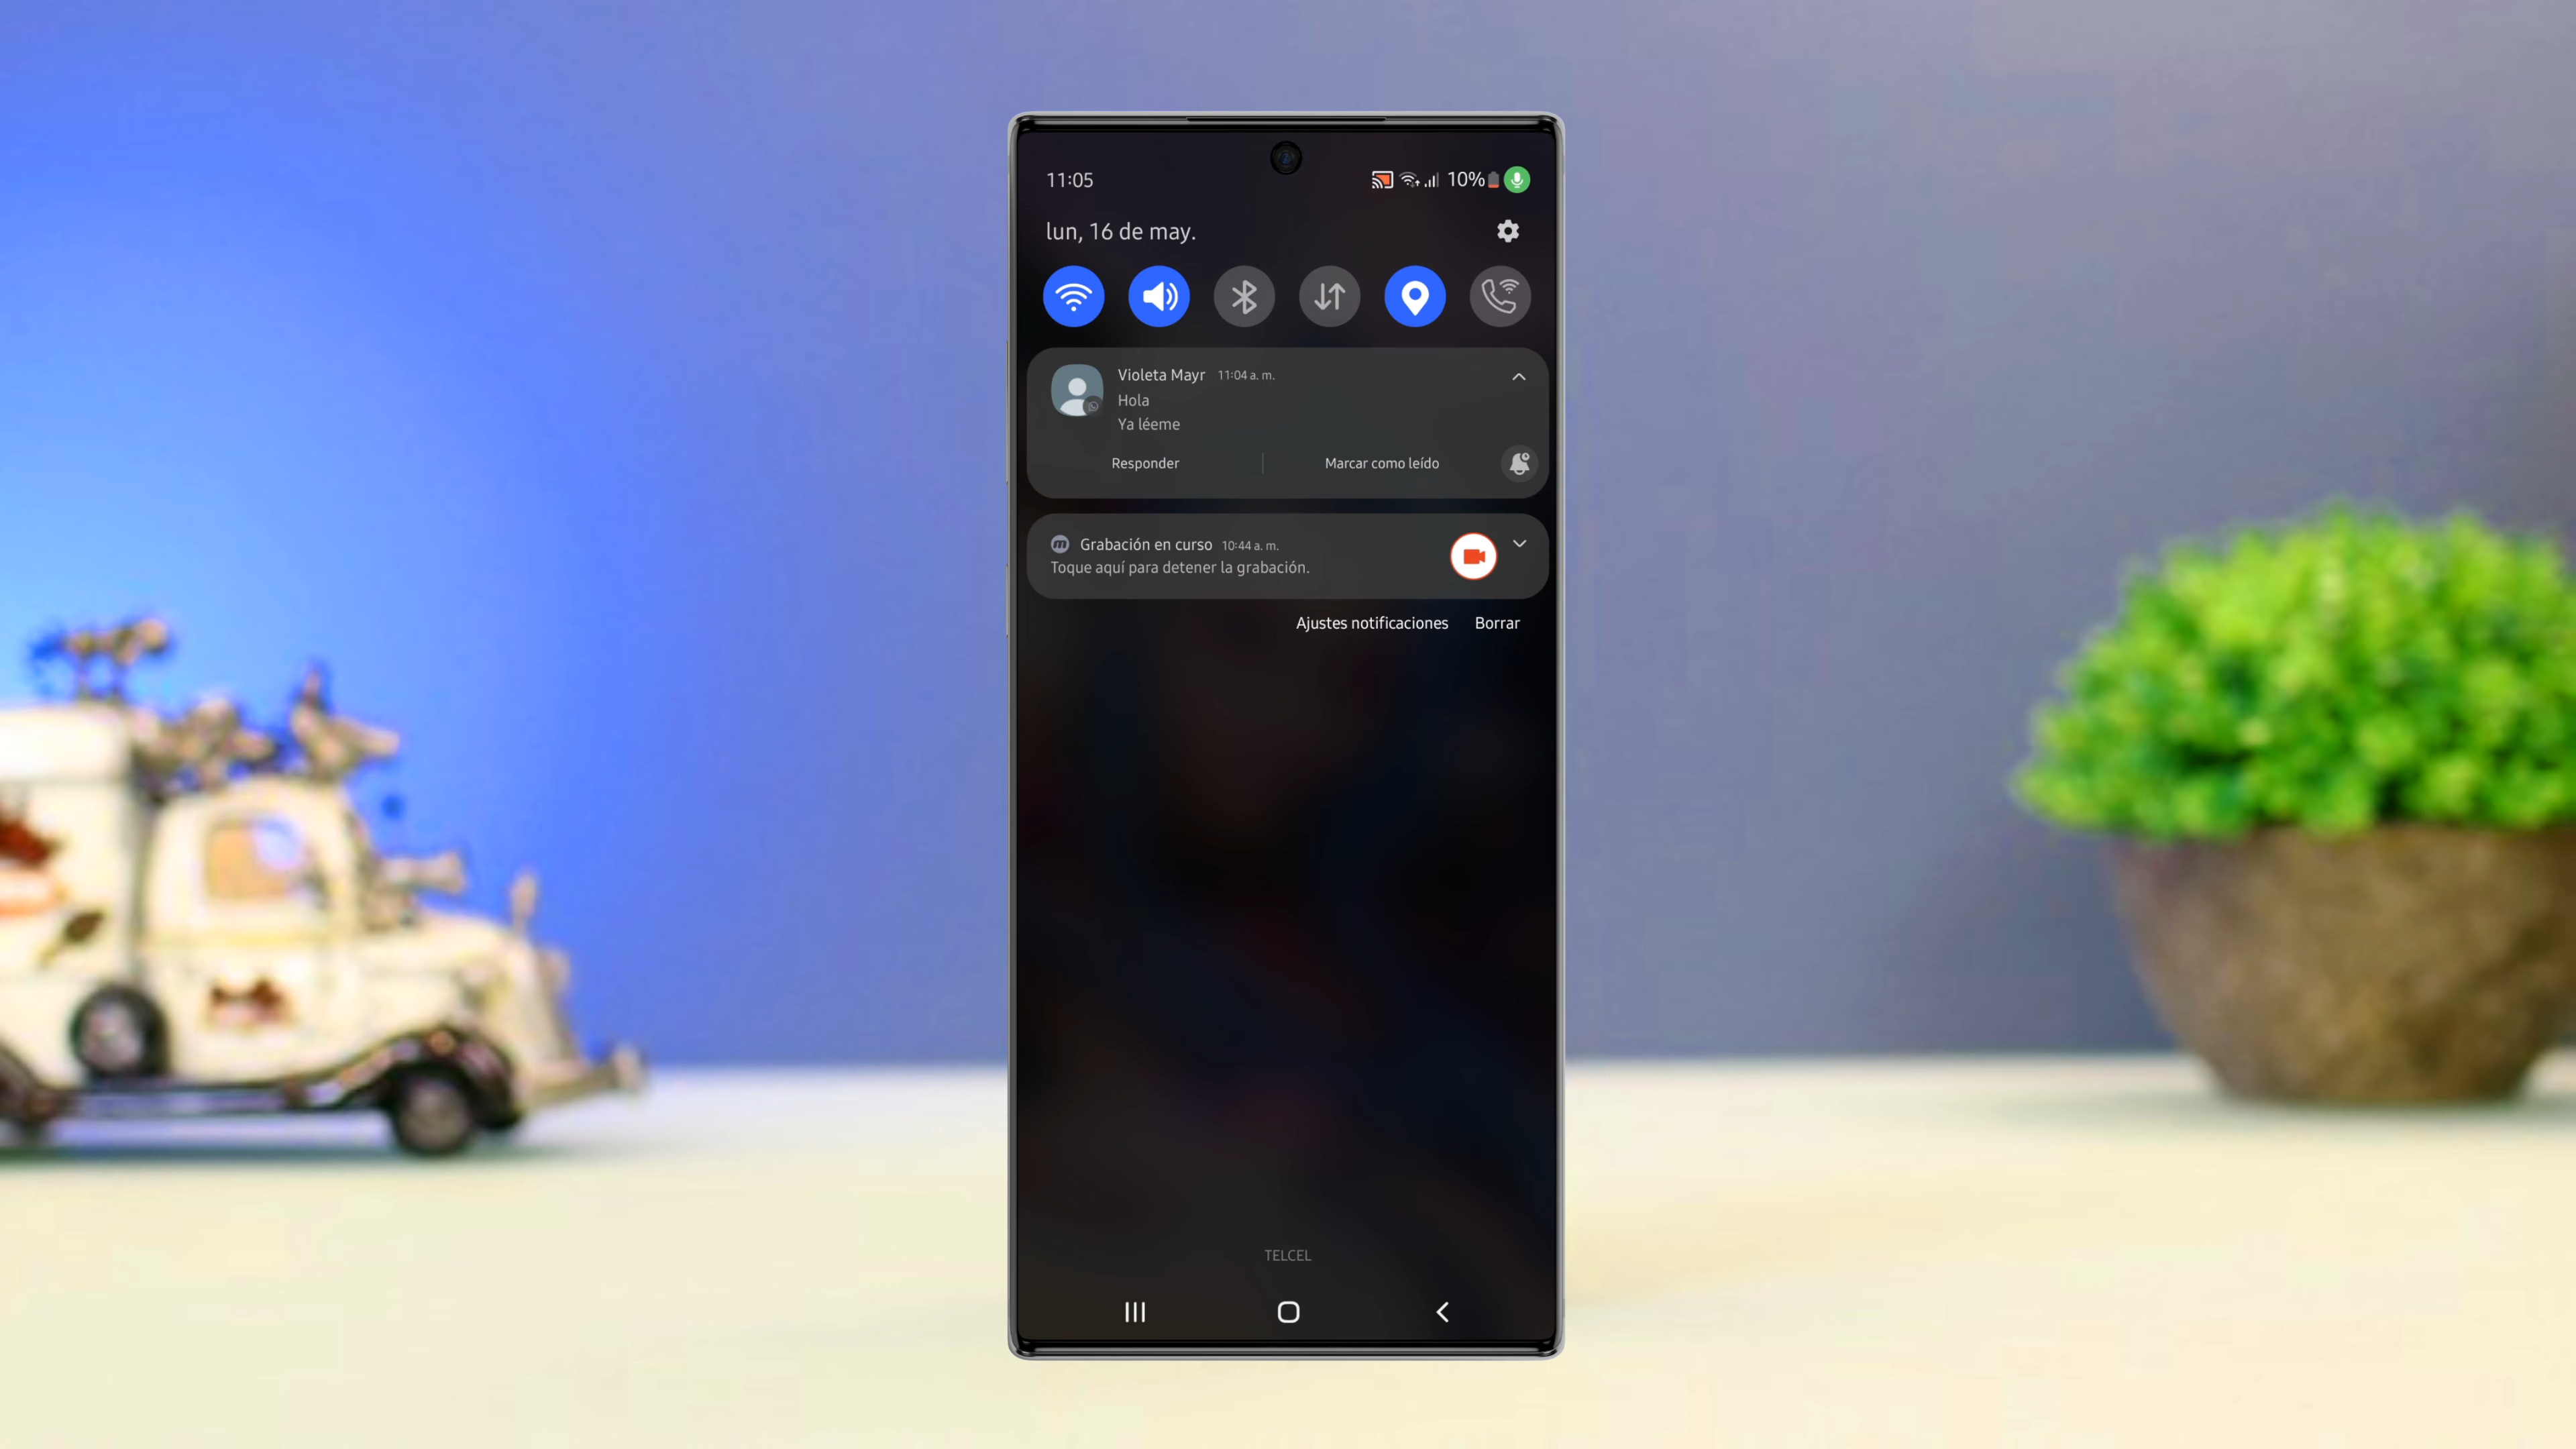 11:05
10%
lun, 16 de may.
Violeta Mayr 11:04 a. m.
Hola
Ya léeme
Responder
Marcar como leído
Grabación en curso 10:44 a. m.
Toque aquí para detener la grabación.
Ajustes notificaciones
Borrar
TELCEL